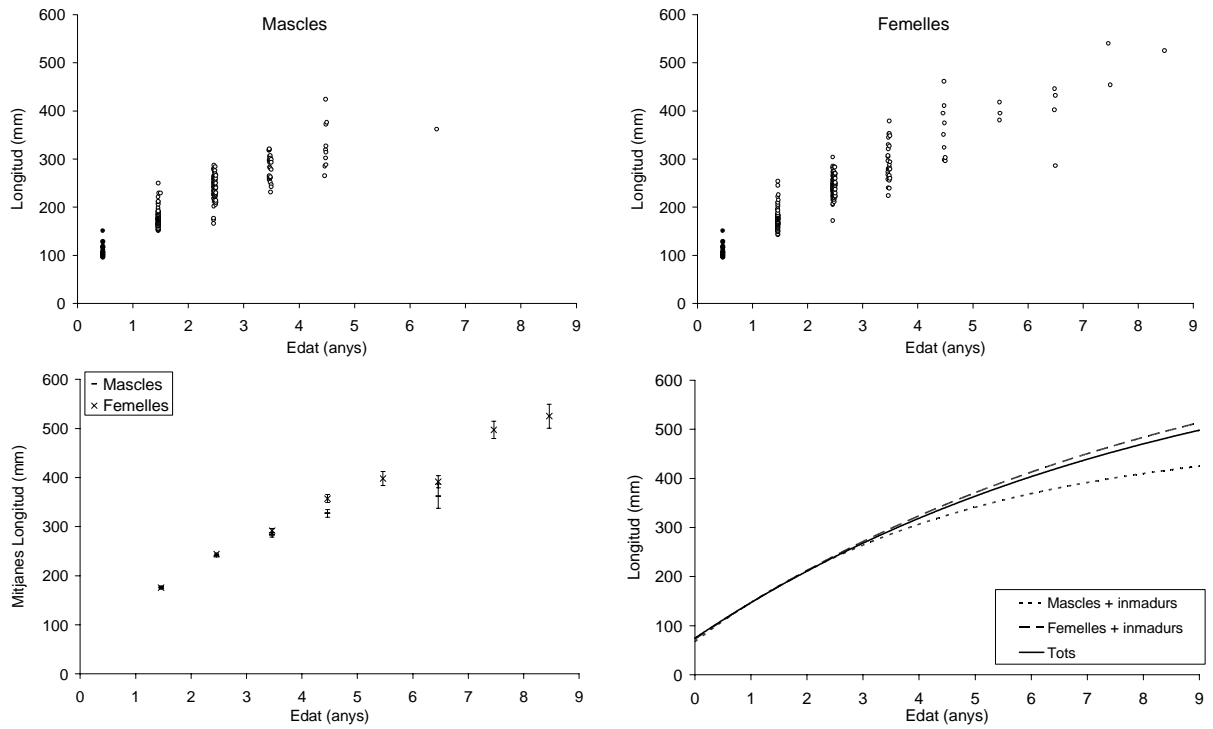 Mascles
Longitud (mm)
600
500
400
300
200
100
0
0 1 2 3 4 5 6 7 8 9
Edat (anys)
Femelles
Longitud (mm)
600
500
400
300
200
100
0
0 1 2 3 4 5 6 7 8 9
Edat (anys)
Mascles
Femelles
Mitjanes Longitud (mm)
600
500
400
300
200
100
0
0 1 2 3 4 5 6 7 8 9
Edat (anys)
Longitud (mm)
600
500
400
300
200
100
0
Mascles + inmadurs
Femelles + inmadurs
Tots
0 1 2 3 4 5 6 7 8 9
Edat (anys)